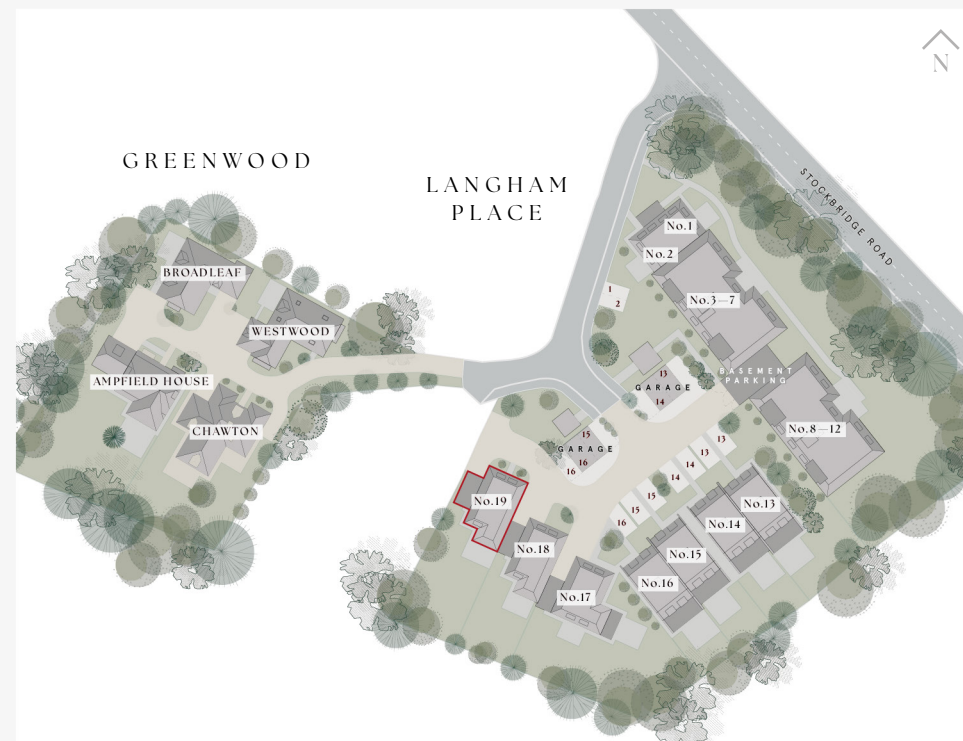 N
GREENWOOD
LANGHAM
PLACE
STOCKBRIDGE ROAD
No.1
No.2
BROADLEAF
No.3—7
1
2
WESTWOOD
13
BASEMENT
PARKING
AMPFIELD HOUSE
GARAGE
14
CHAWTON
No.8—12
15
GARAGE
16
16
13
13
14
14
15
15
16
No.19
No.13
No.14
No.18
No.15
No.16
No.17